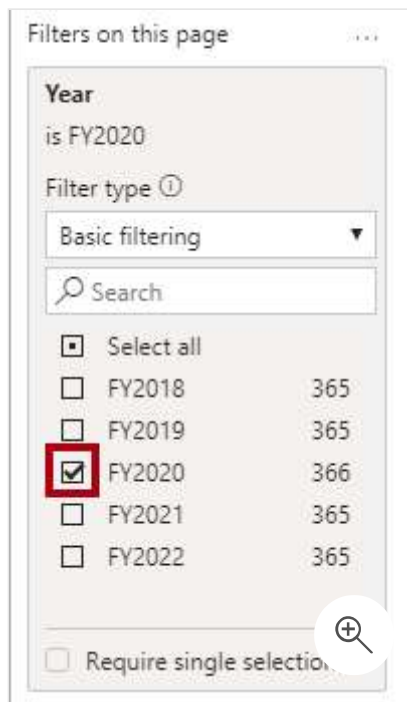 Filters on this page ...
Year
is FY2020
Filter type
Basic filtering
Search
Select all
FY2018 365
FY2019 365
FY2020 366
FY2021 365
FY2022 365
Require single selection